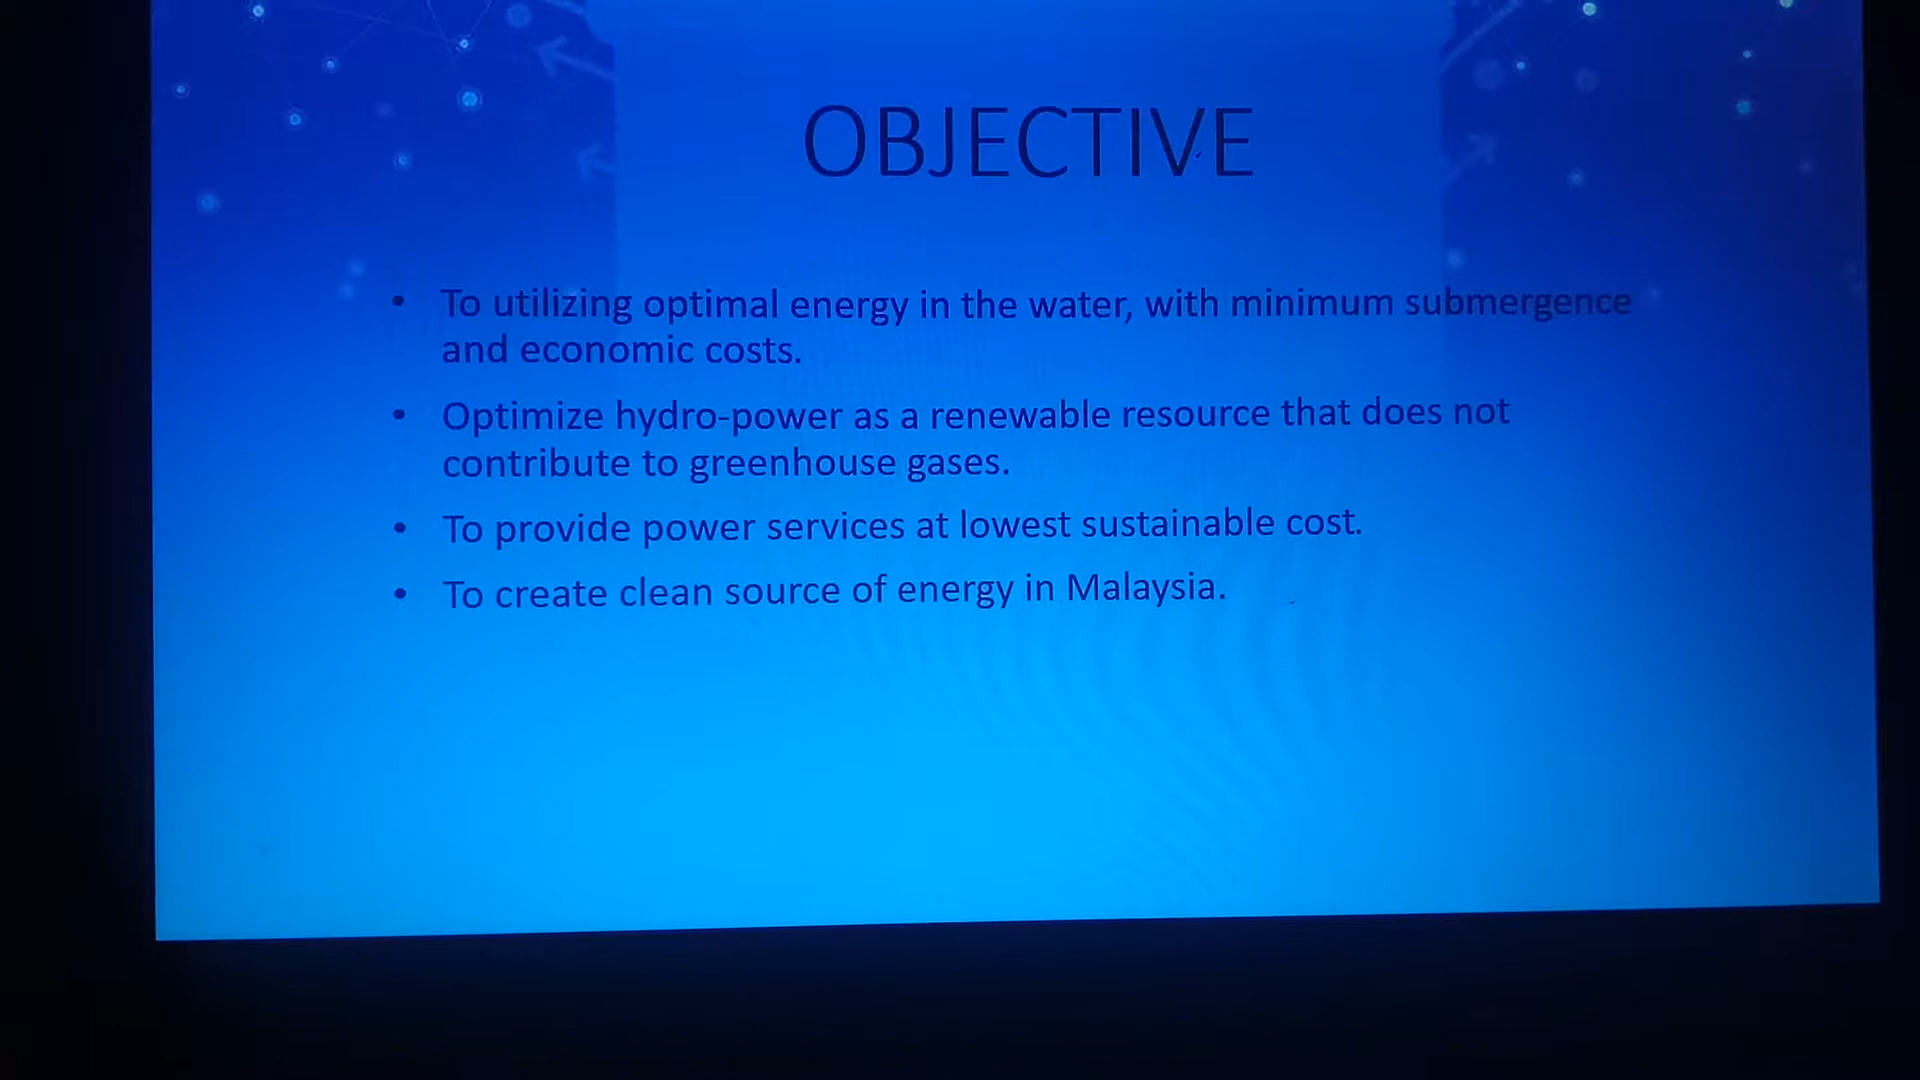 OBJECTIVE
• To utilizing optimal energy in the water, with minimum submergence
and economic costs.
• Optimize hydro-power as a renewable resource that does not
contribute to greenhouse gases.
• To provide power services at lowest sustainable cost.
• To create clean source of energy in Malaysia.